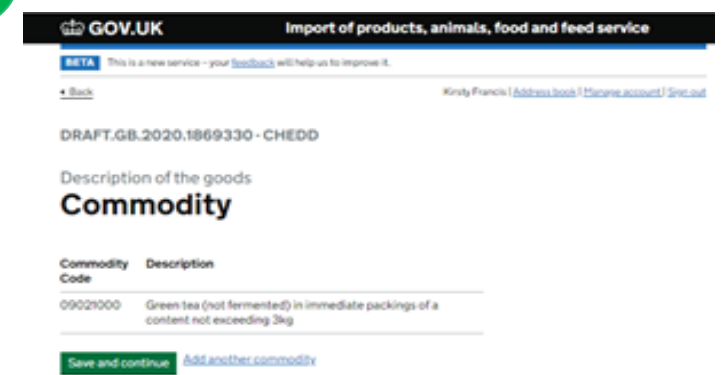 GOV.UK Import of products, animals, food and feed service
BETA This is a new service - your feedback will help us to improve it.
Back Kirsty Francis | Address book | Manage account | Sign out
DRAFT.GB.2020.1869330 - CHEDD
Description of the goods
Commodity
Commodity Description
Code
09021000 Green tea (not fermented) in immediate packings of a
content not exceeding 3kg
Save and continue Add another commodity